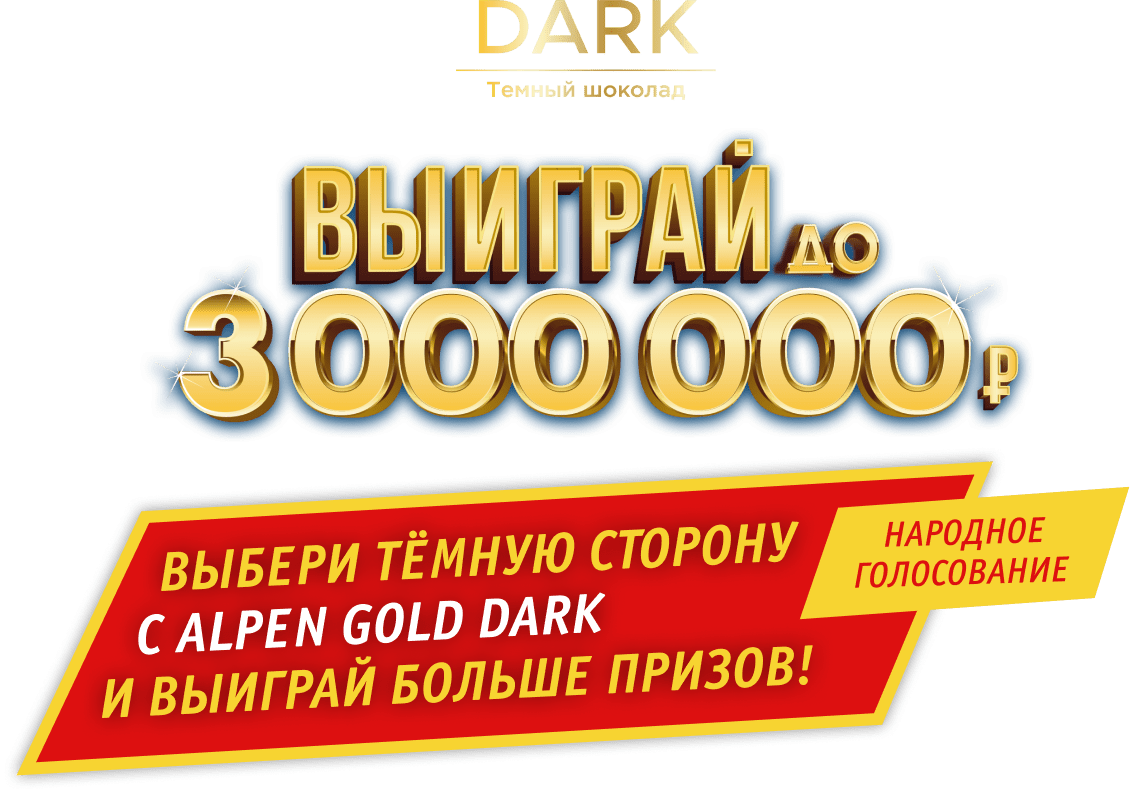 DARK
Темный шоколад
ВЫИГРАЙ ДО
3 000 000 ₽
ВЫБЕРИ ТЁМНУЮ СТОРОНУ
С ALPEN GOLD DARK
И ВЫИГРАЙ БОЛЬШЕ ПРИЗОВ!
НАРОДНОЕ
ГОЛОСОВАНИЕ